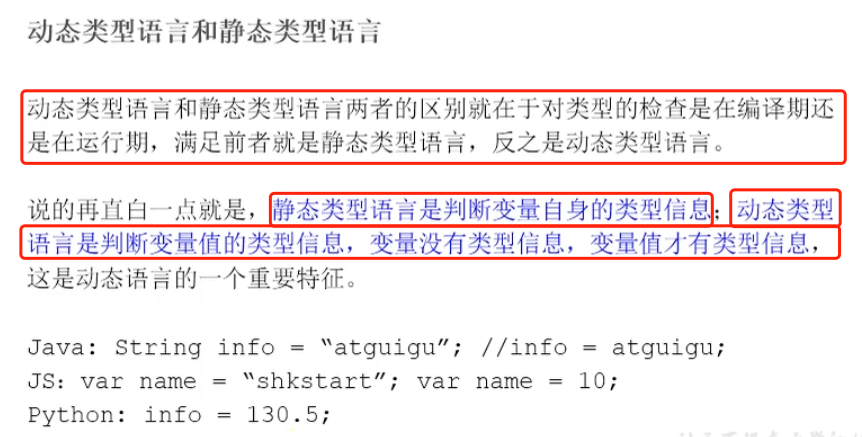 动态类型语言和静态类型语言
动态类型语言和静态类型语言两者的区别就在于对类型的检查是在编译期还
是在运行期，满足前者就是静态类型语言，反之是动态类型语言。
说的再直白一点就是，静态类型语言是判断变量自身的类型信息；动态类型
语言是判断变量值的类型信息，变量没有类型信息，变量值才有类型信息，
这是动态语言的一个重要特征。
Java: String info = “atguigu”; //info = atguigu;
JS: var name = “shkstart”; var name = 10;
Python: info = 130.5;